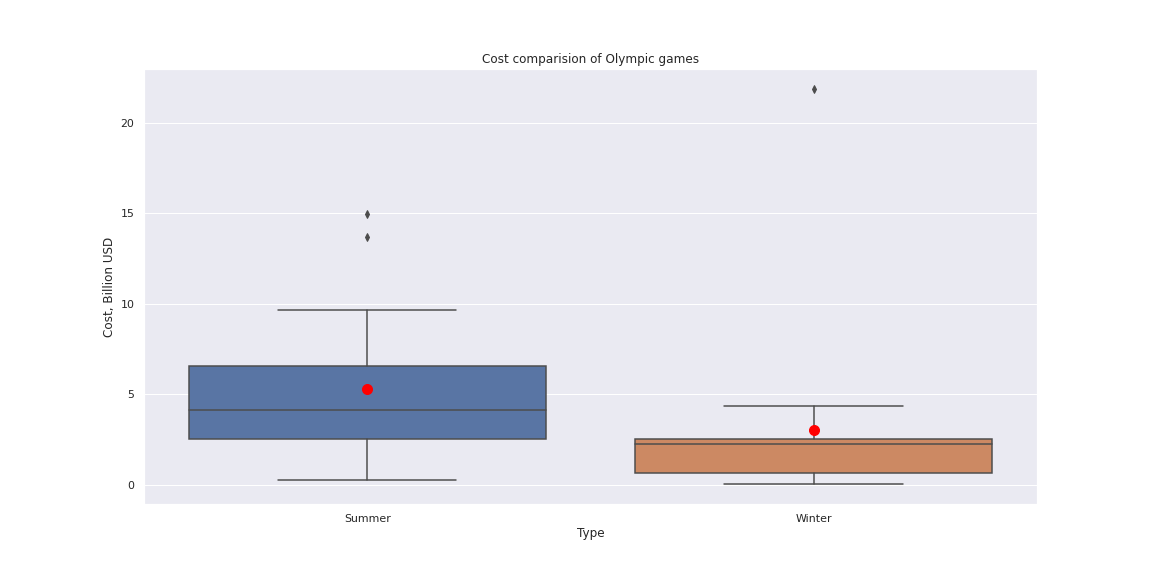 Cost comparision of Olympic games
20
15
10
5
0
Cost, Billion USD
Summer
Winter
Type